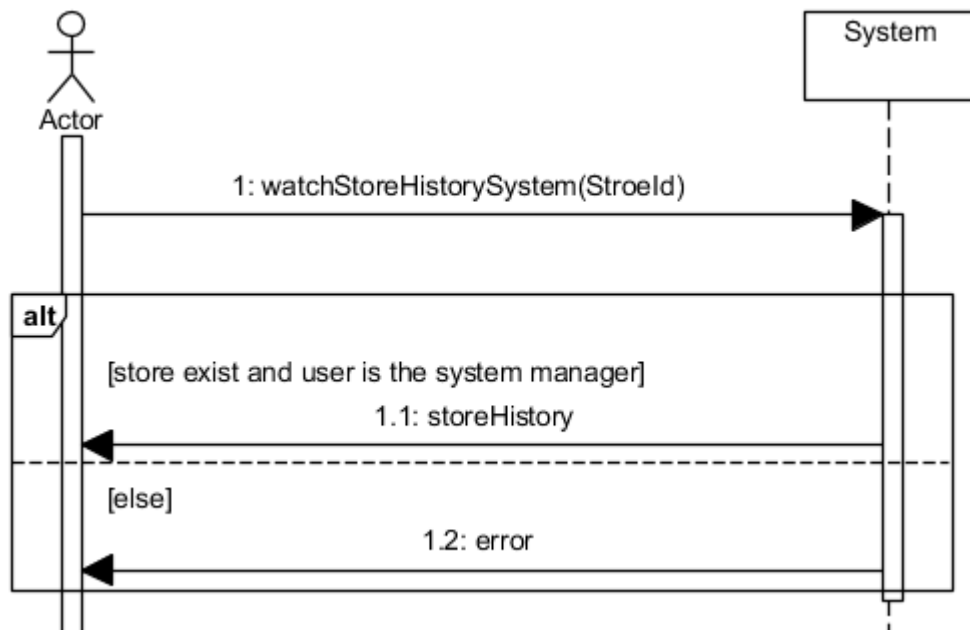 System
Actor
1: watchStoreHistorySystem(StroeId)
alt
[store exist and user is the system manager]
1.1: storeHistory
[else]
1.2: error